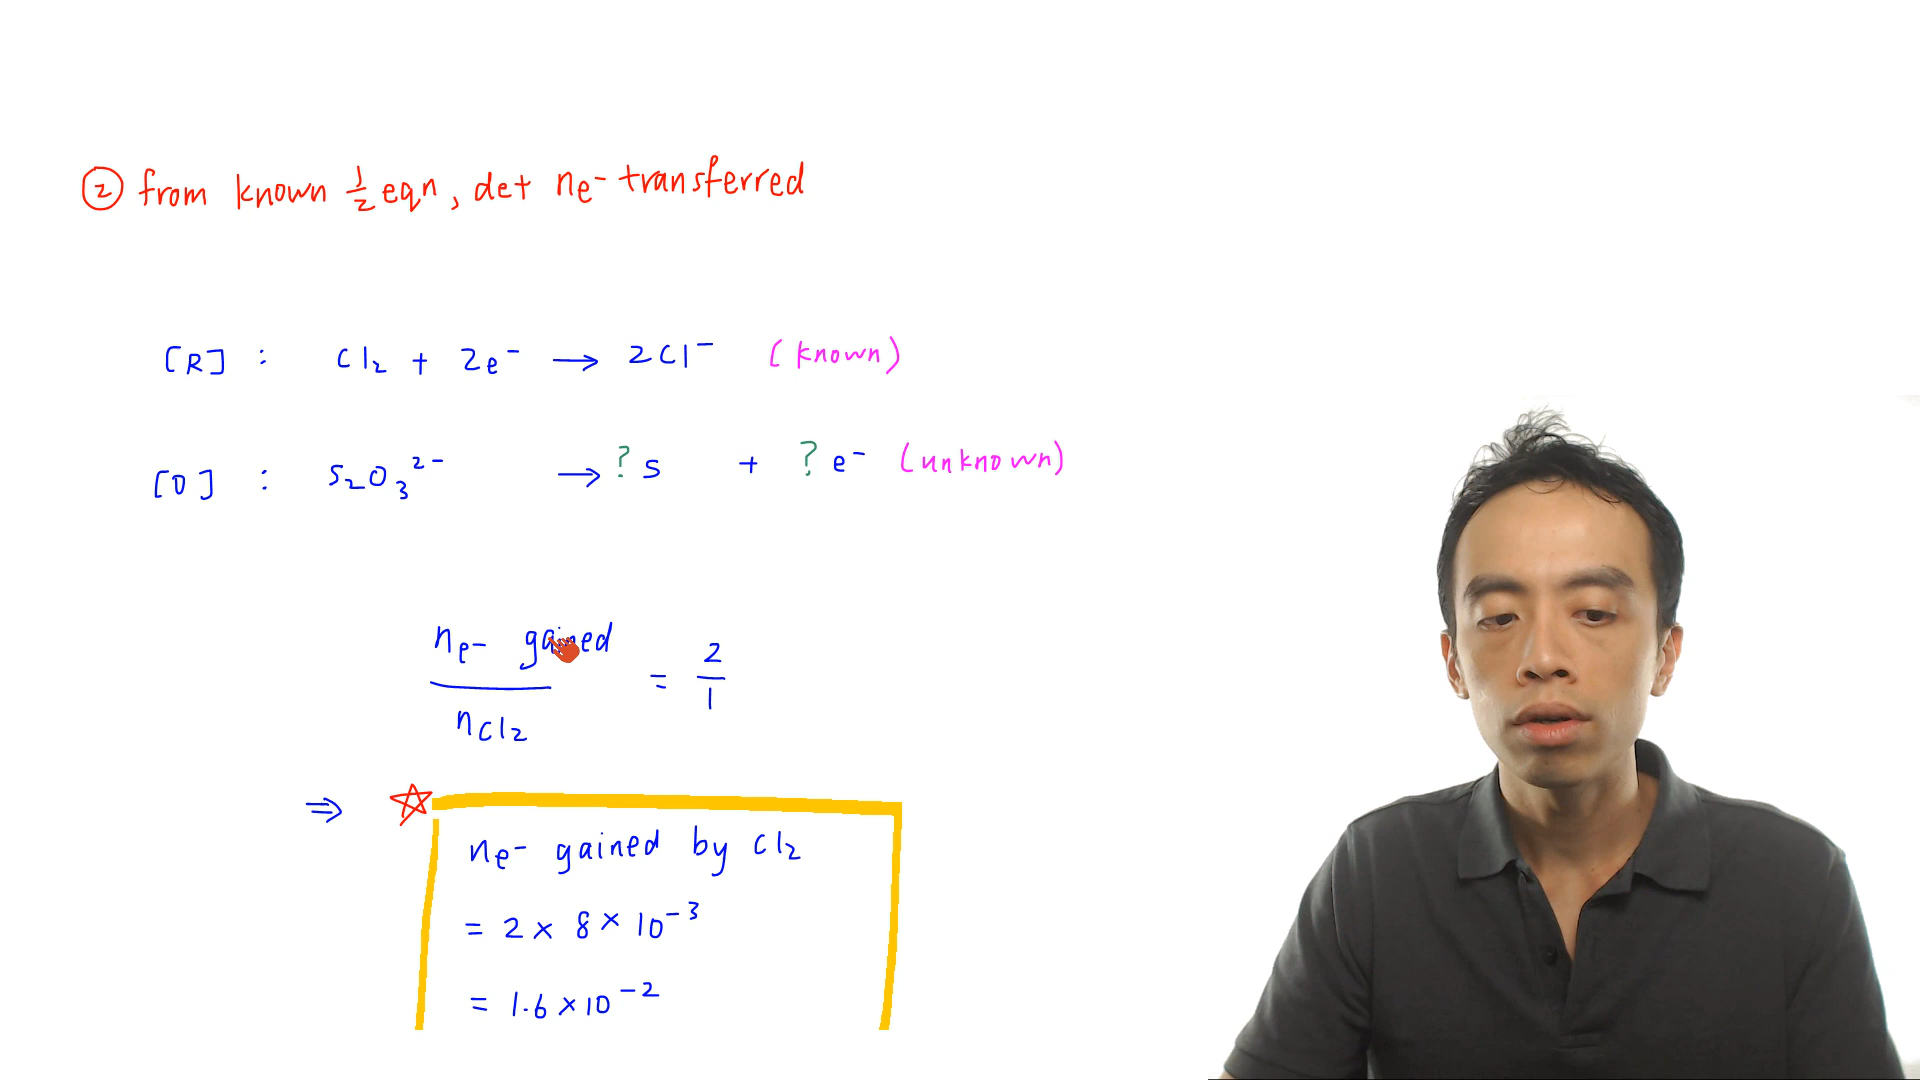 ② from known ½ eqn, det ne⁻ transferred
[R] : Cl₂ + 2e⁻ → 2Cl⁻ (known)
[O] : S₂O₃²⁻ → ? S + ? e⁻ (unknown)
ne⁻ gained
nCl₂
= 2/1
⇒ ☆ ne⁻ gained by Cl₂
= 2 × 8 × 10⁻³
= 1.6 × 10⁻²